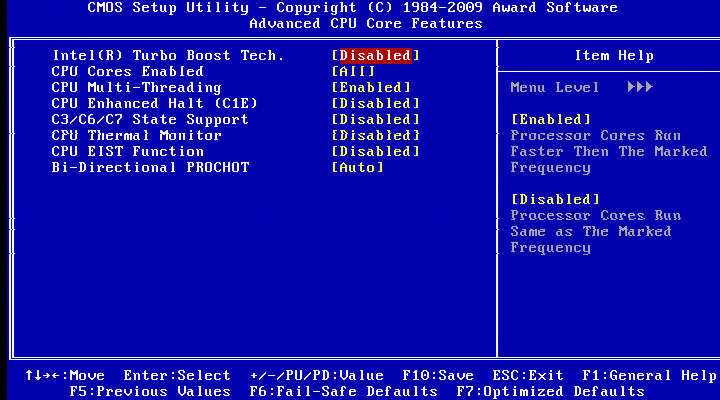 CMOS Setup Utility - Copyright (C) 1984-2009 Award Software
Advanced CPU Core Features
Intel(R) Turbo Boost Tech. [Disabled]
CPU Cores Enabled [All]
CPU Multi-Threading [Enabled]
CPU Enhanced Halt (C1E) [Disabled]
C3/C6/C7 State Support [Disabled]
CPU Thermal Monitor [Disabled]
CPU EIST Function [Disabled]
Bi-Directional PROCHOT [Auto]
Item Help
Menu Level ►►►
[Enabled]
Processor Cores Run
Faster Then The Marked
Frequency
[Disabled]
Processor Cores Run
Same as The Marked
Frequency
↑↓→←:Move Enter:Select +/-/PU/PD:Value F10:Save ESC:Exit F1:General Help
F5:Previous Values F6:Fail-Safe Defaults F7:Optimized Defaults